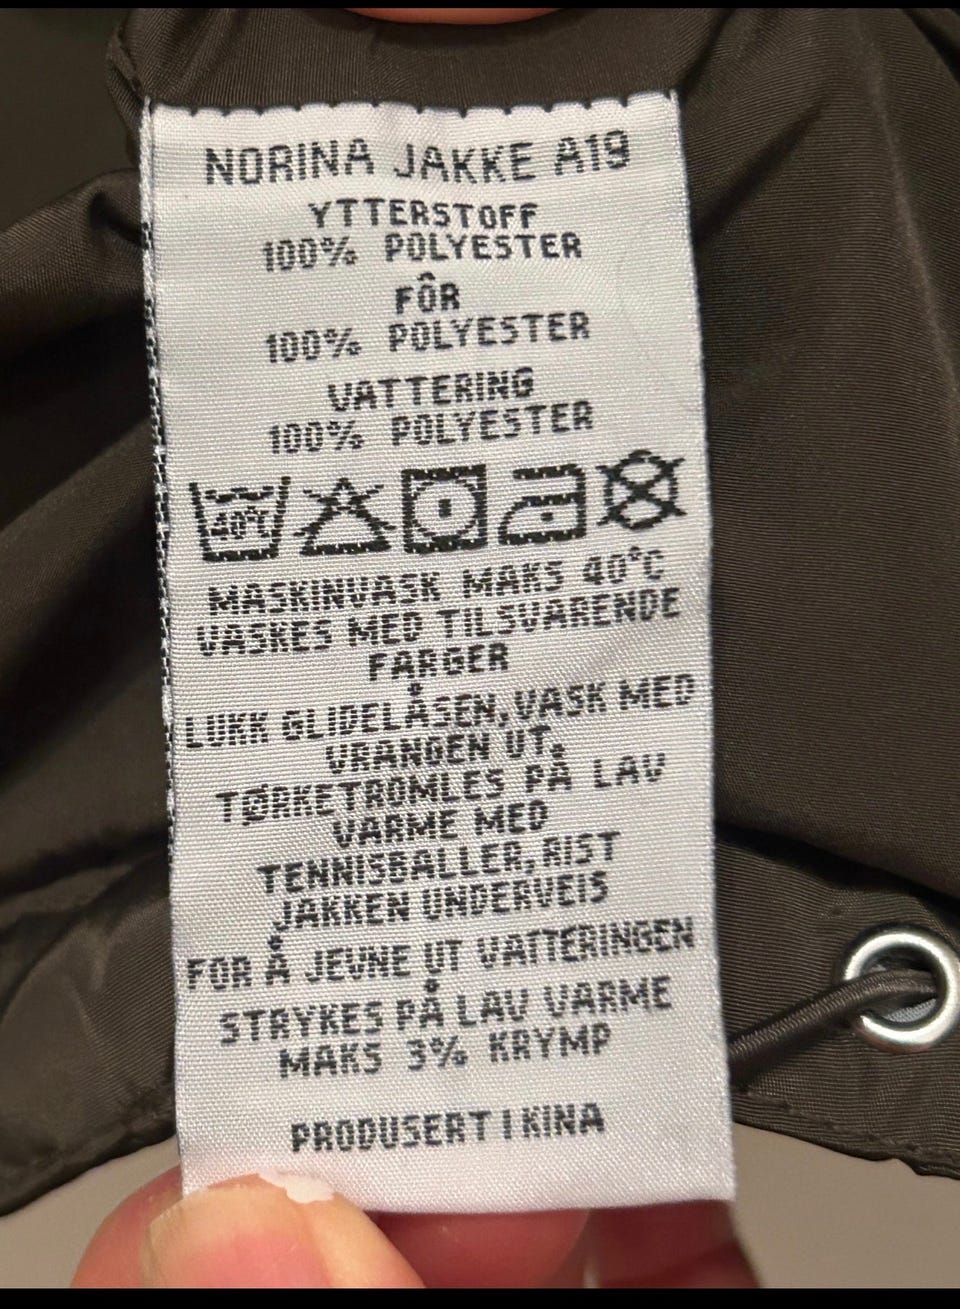 NORINA JAKKE A19
YTTERSTOFF
100% POLYESTER
FÔR
100% POLYESTER
VATTERING
100% POLYESTER
40°C
MASKINVASK MAKS 40°C
VASKES MED TILSVARENDE
FARGER
LUKK GLIDELÅSEN, VASK MED
VRANGEN UT.
TØRKETROMLES PÅ LAV
VARME MED
TENNISBALLER, RIST
JAKKEN UNDERVEIS
FOR Å JEVNE UT VATTERINGEN
STRYKES PÅ LAV VARME
MAKS 3% KRYMP
PRODUSERT I KINA